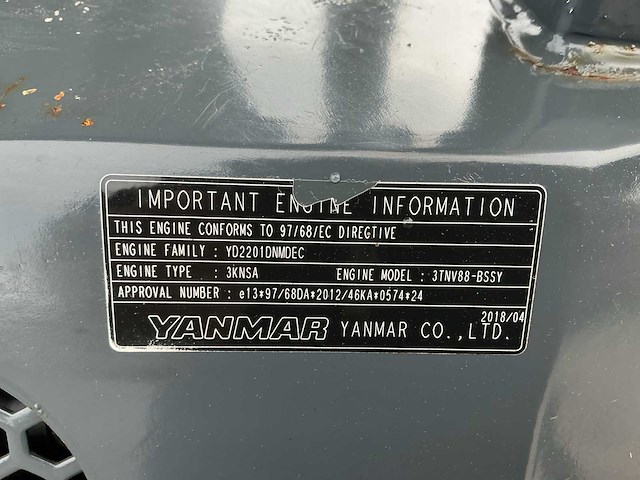 IMPORTANT ENGINE INFORMATION
THIS ENGINE CONFORMS TO 97/68/EC DIREGTIVE
ENGINE FAMILY : YD2201DNMDEC
ENGINE TYPE : 3KNSA ENGINE MODEL : 3TNV88-BSSY
APPROVAL NUMBER : e13*97/68DA*2012/46KA*0574*24
2018/04
YANMAR YANMAR CO.,LTD.